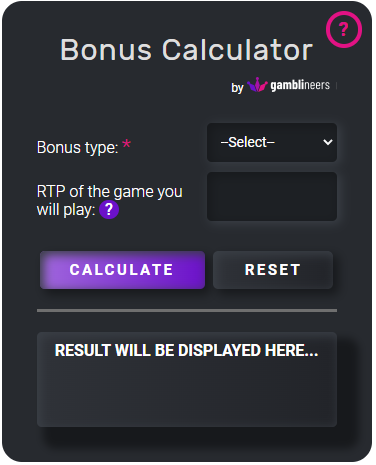 ?
Bonus Calculator
by gamblineers
Bonus type: *
--Select--
RTP of the game you
will play: ?
CALCULATE
RESET
RESULT WILL BE DISPLAYED HERE...